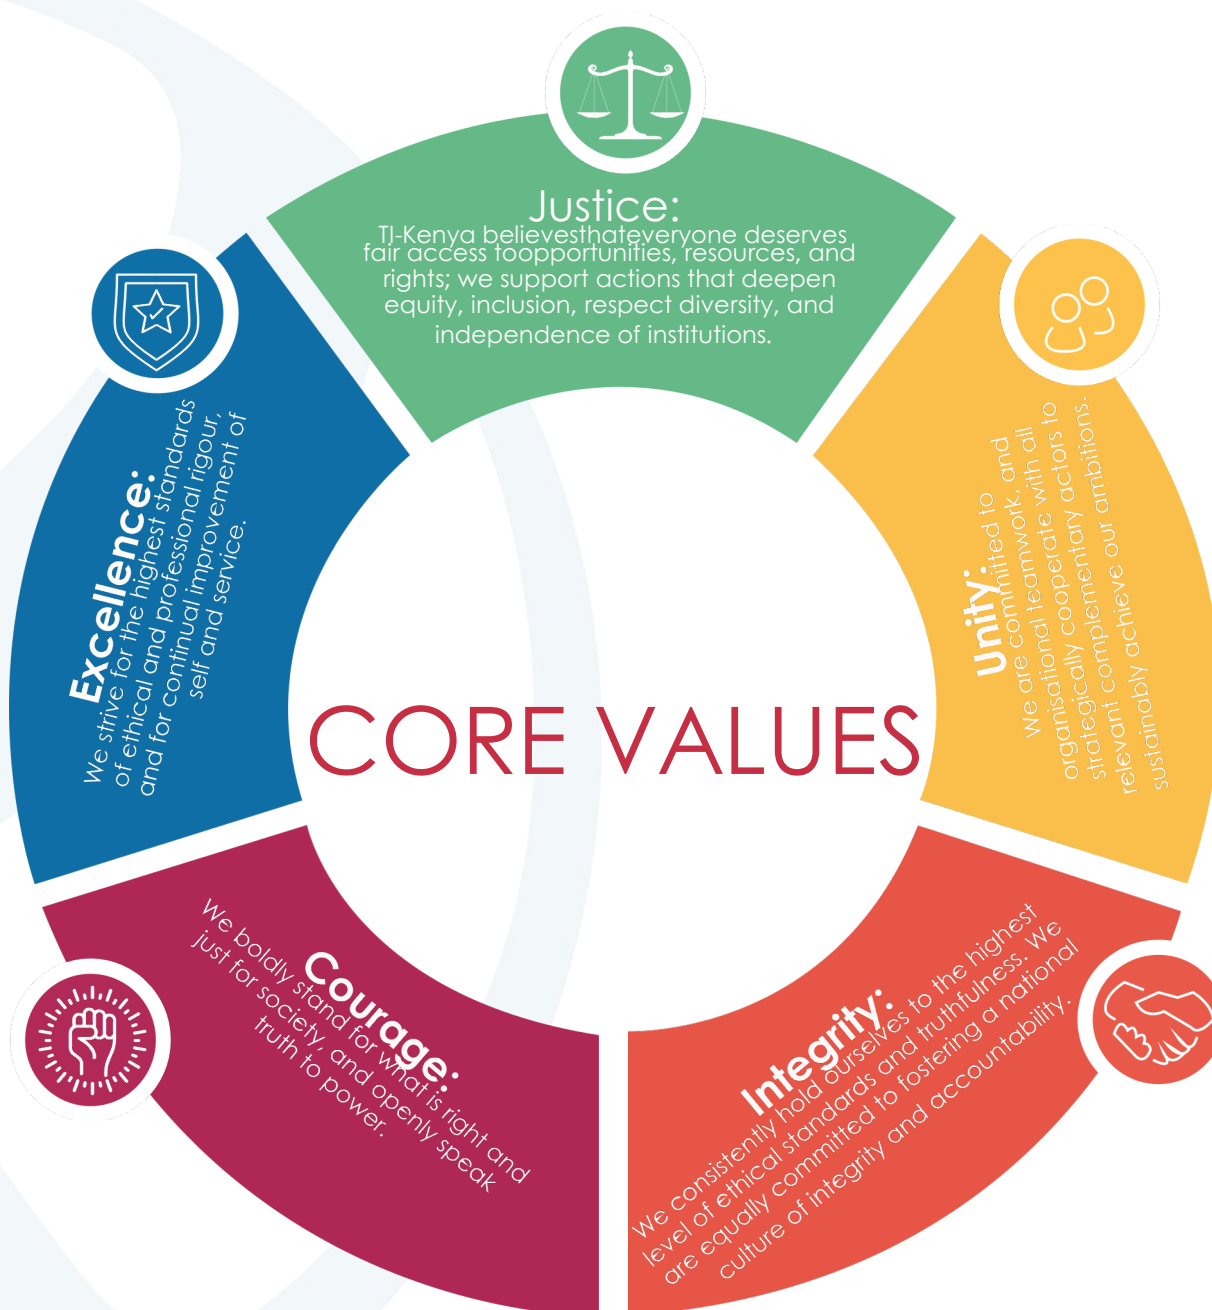 Justice:
TI-Kenya believesthateveryone deserves
fair access toopportunities, resources, and
rights; we support actions that deepen
equity, inclusion, respect diversity, and
independence of institutions.
Unity:
We are committed to
organisational teamwork, and
strategically cooperate with all
relevant complementary actors to
sustainably achieve our ambitions.
Integrity:
We consistently hold ourselves to the highest
level of ethical standards and truthfulness. We
are equally committed to fostering a national
culture of integrity and accountability.
Courage:
We boldly stand for what is right and
just for society, and openly speak
truth to power.
Excellence:
We strive for the highest standards
of ethical and professional rigour,
and for continual improvement of
self and service.
CORE VALUES